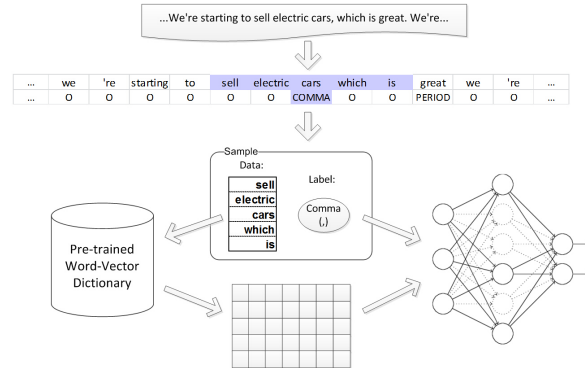 ...We're starting to sell electric cars, which is great. We're...
... we 're starting to sell electric cars which is great we 're ...
... O O O O O O COMMA O O PERIOD O O ...
Sample
Data:
Label:
sell
electric
cars
which
is
Comma
(,)
Pre-trained
Word-Vector
Dictionary